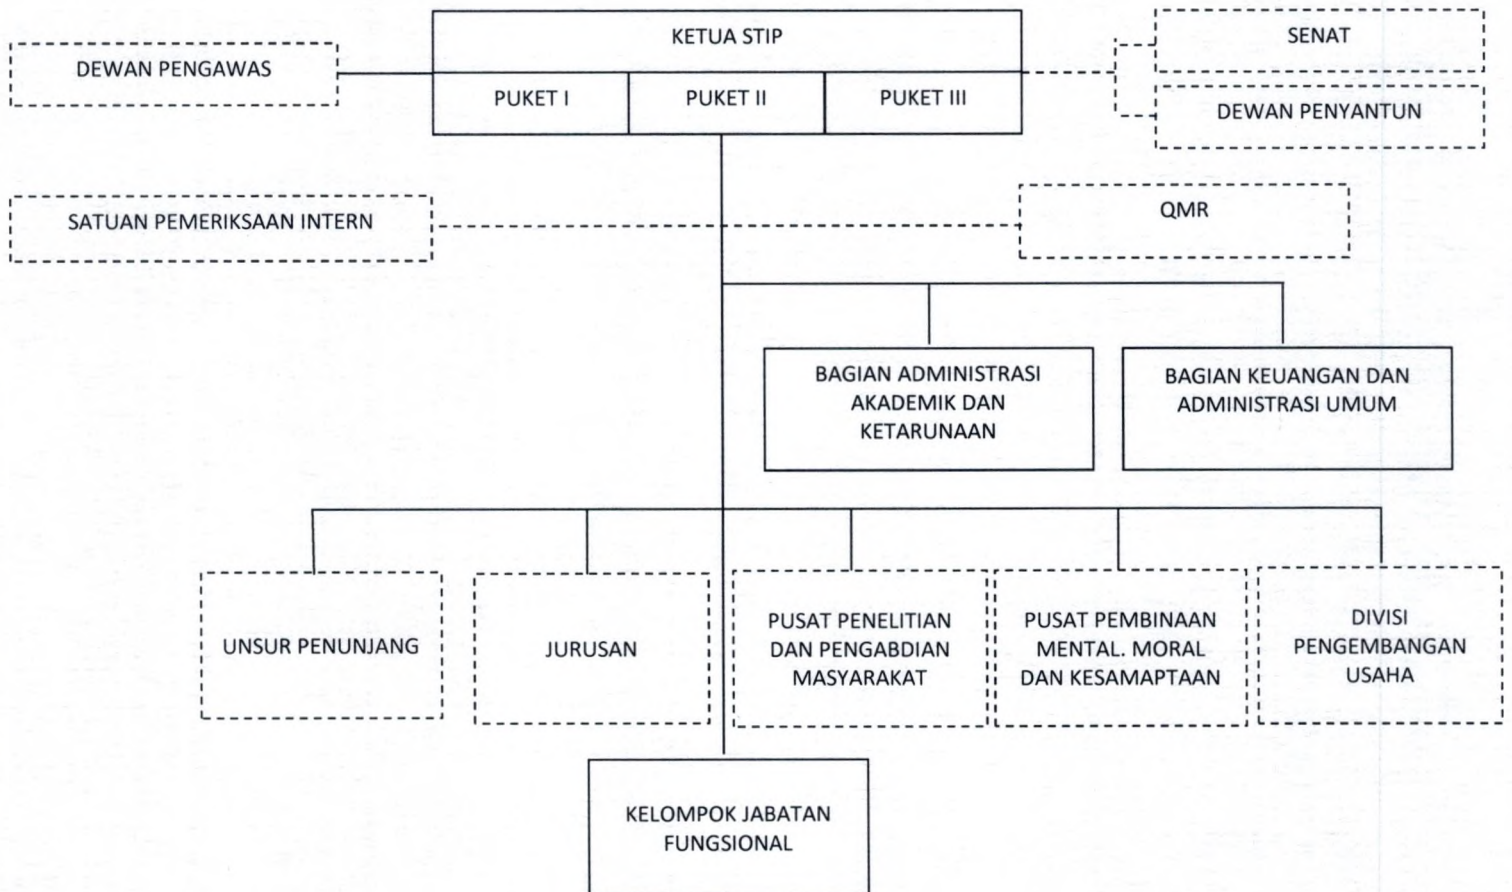 KETUA STIP
SENAT
DEWAN PENGAWAS
PUKET I
PUKET II
PUKET III
DEWAN PENYANTUN
SATUAN PEMERIKSAAN INTERN
QMR
BAGIAN ADMINISTRASI
AKADEMIK DAN
KETARUNAAN
BAGIAN KEUANGAN DAN
ADMINISTRASI UMUM
UNSUR PENUNJANG
JURUSAN
PUSAT PENELITIAN
DAN PENGABDIAN
MASYARAKAT
PUSAT PEMBINAAN
MENTAL. MORAL
DAN KESAMAPTAAN
DIVISI
PENGEMBANGAN
USAHA
KELOMPOK JABATAN
FUNGSIONAL